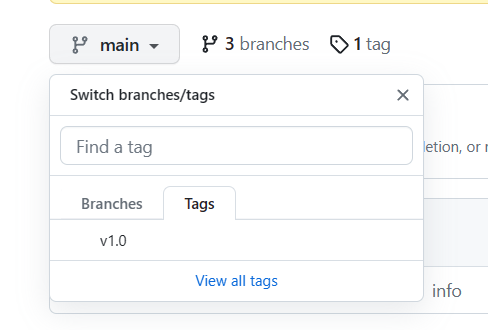 main 3 branches 1 tag
Switch branches/tags
Find a tag
etion, or
Branches Tags
v1.0
View all tags
info